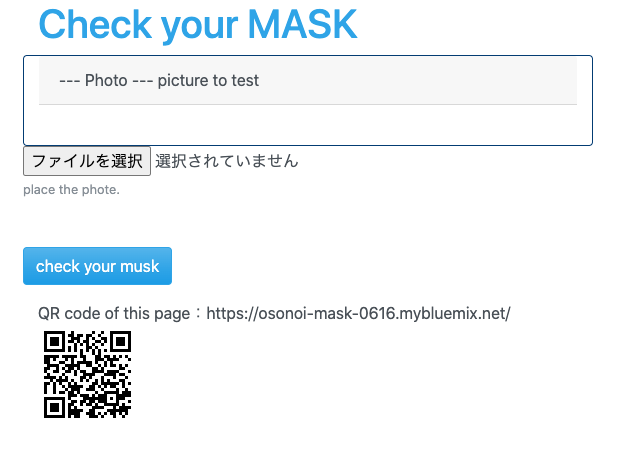 Check your MASK
--- Photo --- picture to test
ファイルを選択 選択されていません
place the phote.
check your musk
QR code of this page：https://osonoi-mask-0616.mybluemix.net/